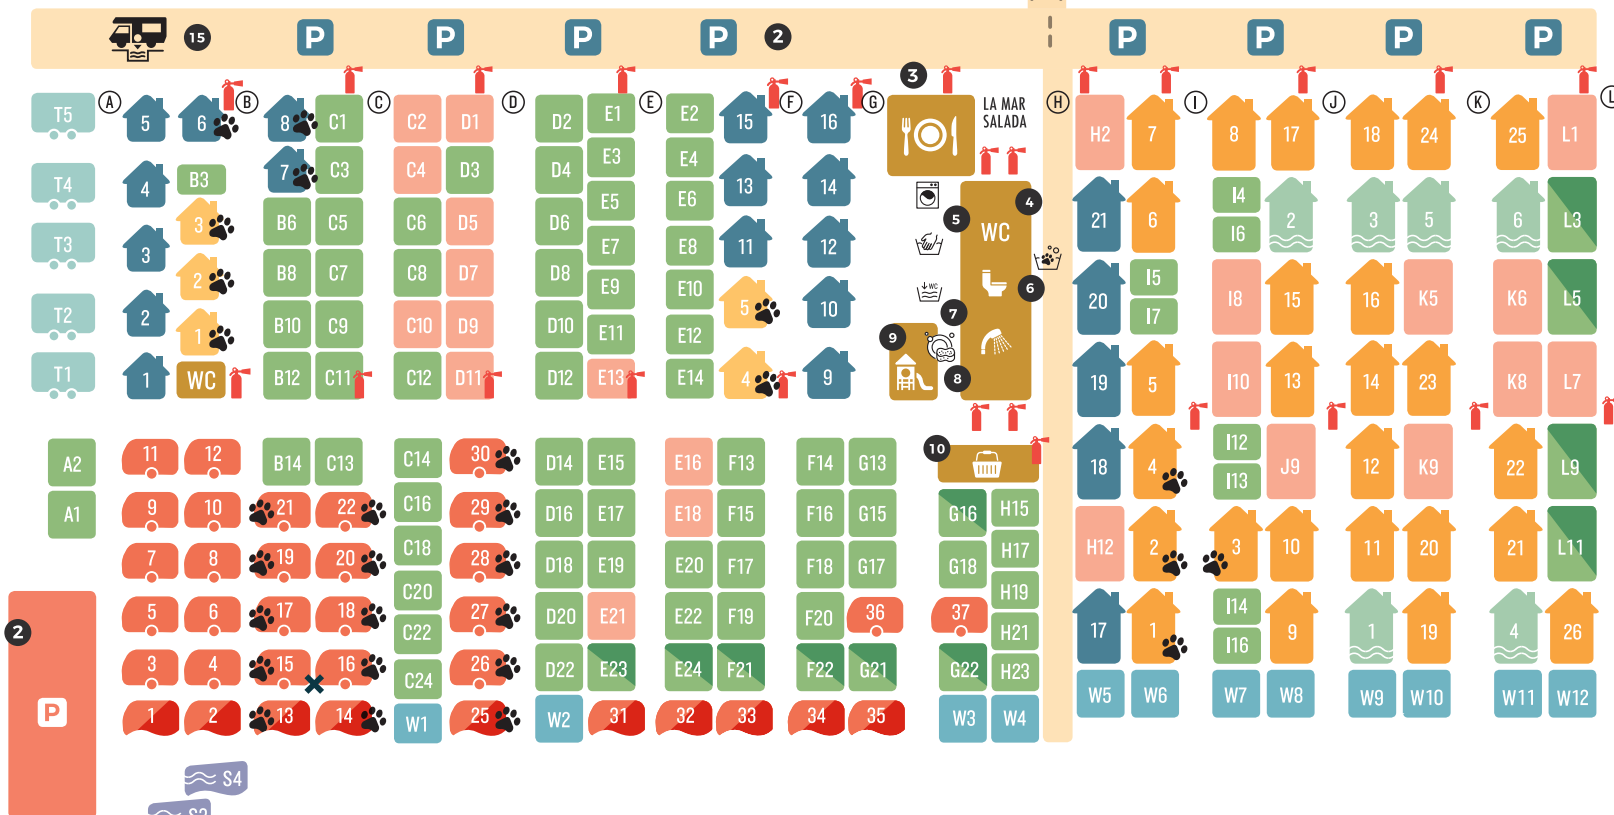 15 P P P P 2 P P P P
3
LA MAR
SALADA
A B C D E F G H I J K L
T5 5 6 8 C1 C2 D1 D2 E1 E2 15 16 H2 7 8 17 18 24 25 L1
T4 4 B3 7 C3 C4 D3 D4 E3 E4 13 14 4 21 6 I4 2 3 5 6 L3
3 B6 C5 C6 D5 D6 E5 E6 5 WC I6
T3 3 2 B8 C7 C8 D7 D8 E7 E8 11 12 6 20 I5 I8 15 16 K5 K6 L5
T2 2 1 B10 C9 C10 D9 D10 E9 E10 5 10 7 I7
E11 E12 9
T1 1 WC B12 C11 C12 D11 D12 E13 E14 4 9 8 19 5 I10 13 14 23 K8 L7
A2 11 12 B14 C13 C14 30 D14 E15 E16 F13 F14 G13 10 18 4 I12 J9 12 K9 22 L9
A1 9 10 21 22 C16 29 D16 E17 E18 F15 F16 G15 G16 H15 I13
7 8 19 20 C18 28 D18 E19 E20 F17 F18 G17 G18 H17 H12 2 3 10 11 20 21 L11
C20 H19
2 5 6 17 18 C22 27 D20 E21 E22 F19 F20 36 37 H21 17 1 I14 9 1 19 4 26
3 4 15 16 C24 26 D22 E23 E24 F21 F22 G21 G22 H23 I16
P 1 2 13 14 W1 25 W2 31 32 33 34 35 W3 W4 W5 W6 W7 W8 W9 W10 W11 W12
S4